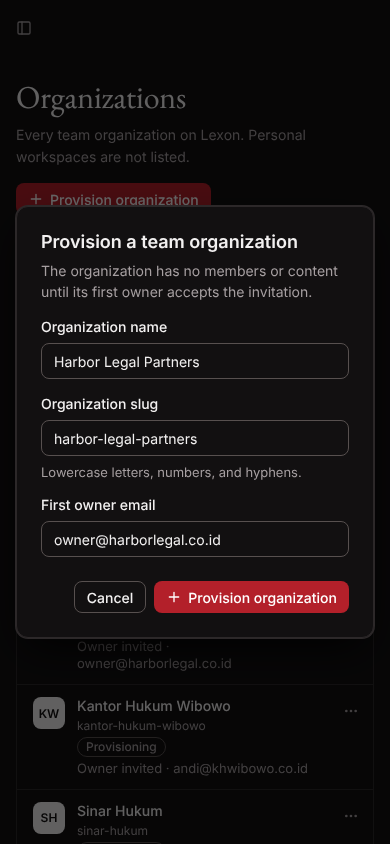 Organizations
Every team organization on Lexon. Personal
workspaces are not listed.
+ Provision organization
Provision a team organization
The organization has no members or content
until its first owner accepts the invitation.
Organization name
Harbor Legal Partners
Organization slug
harbor-legal-partners
Lowercase letters, numbers, and hyphens.
First owner email
owner@harborlegal.co.id
Cancel
+ Provision organization
Owner invited ·
owner@harborlegal.co.id
KW
Kantor Hukum Wibowo
kantor-hukum-wibowo
Provisioning
Owner invited · andi@khwibowo.co.id
SH
Sinar Hukum
sinar-hukum